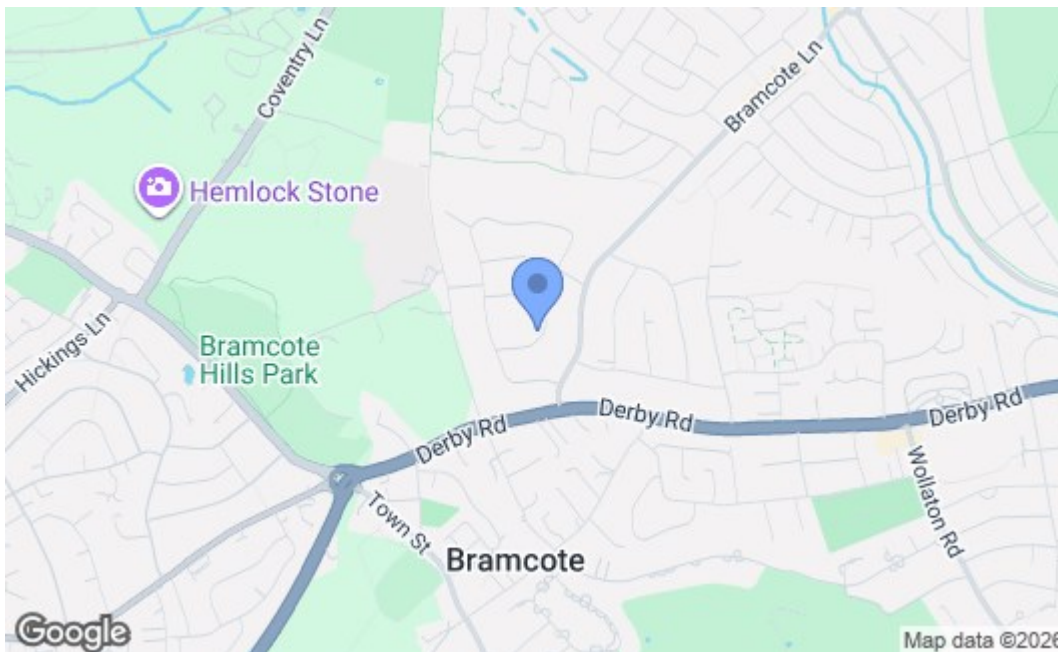 Coventry Ln
Bramcote Ln
Hemlock Stone
Hickings Ln
Bramcote
Hills Park
Derby Rd
Derby Rd
Derby Rd
Wollaton Rd
Town St
Bramcote
Google
Map data ©2026